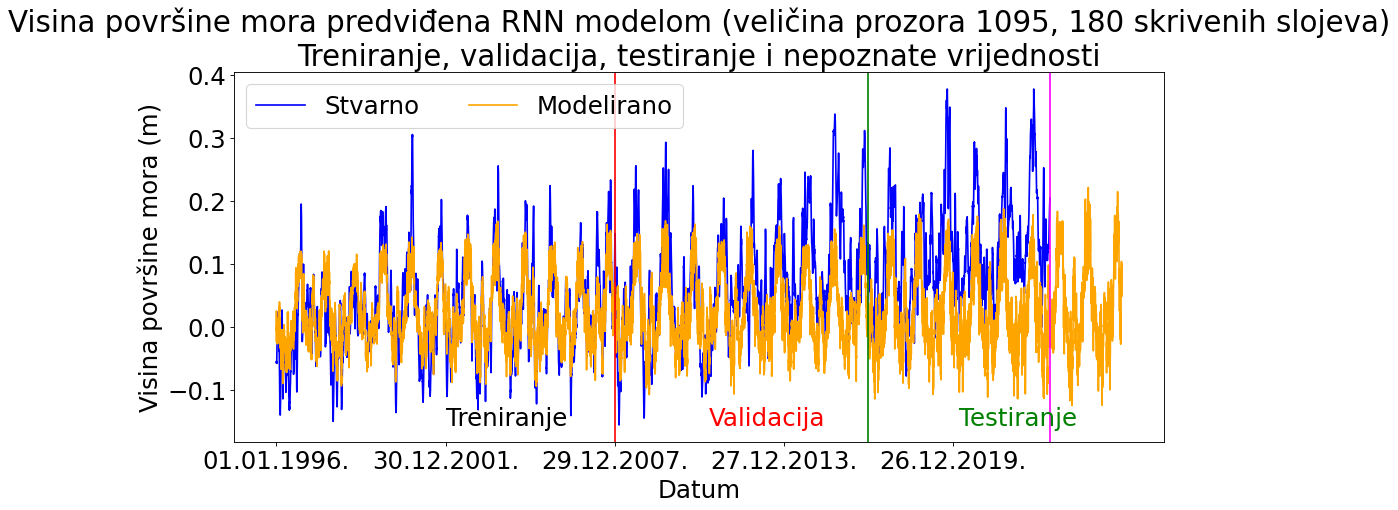 Visina površine mora predviđena RNN modelom (veličina prozora 1095, 180 skrivenih slojeva)
Treniranje, validacija, testiranje i nepoznate vrijednosti
Stvarno
Modelirano
Visina površine mora (m)
0.4
0.3
0.2
0.1
0.0
−0.1
Treniranje
Validacija
Testiranje
01.01.1996.
30.12.2001.
29.12.2007.
27.12.2013.
26.12.2019.
Datum